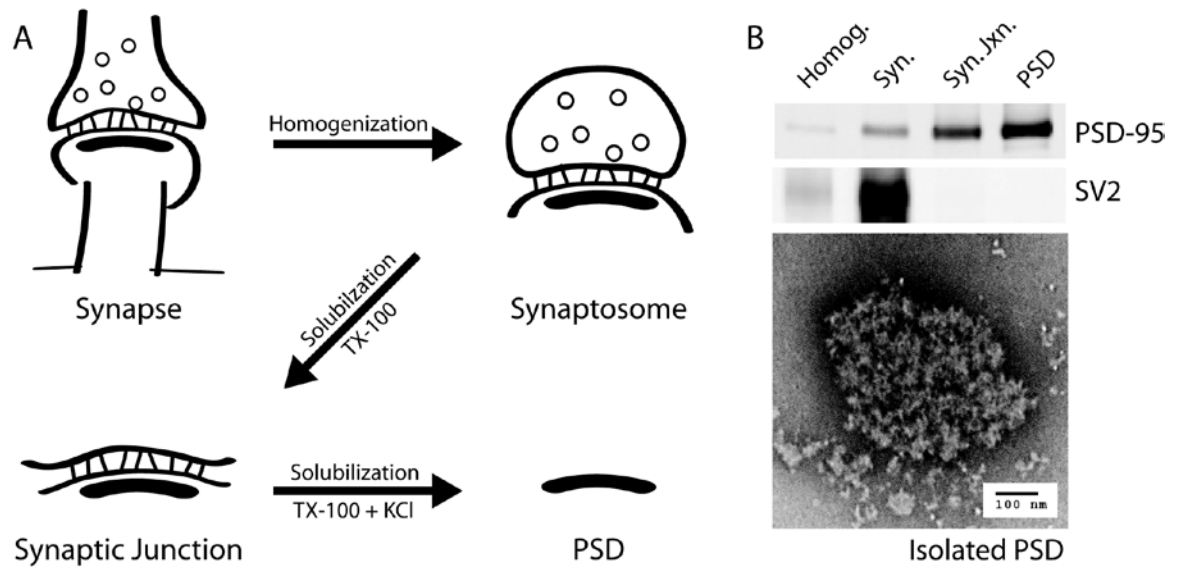 A
Homogenization
Synapse
Synaptosome
Solubilzation
TX-100
Solubilization
TX-100 + KCl
Synaptic Junction
PSD
B
Homog.
Syn.
Syn. Jxn.
PSD
PSD-95
SV2
100 nm
Isolated PSD